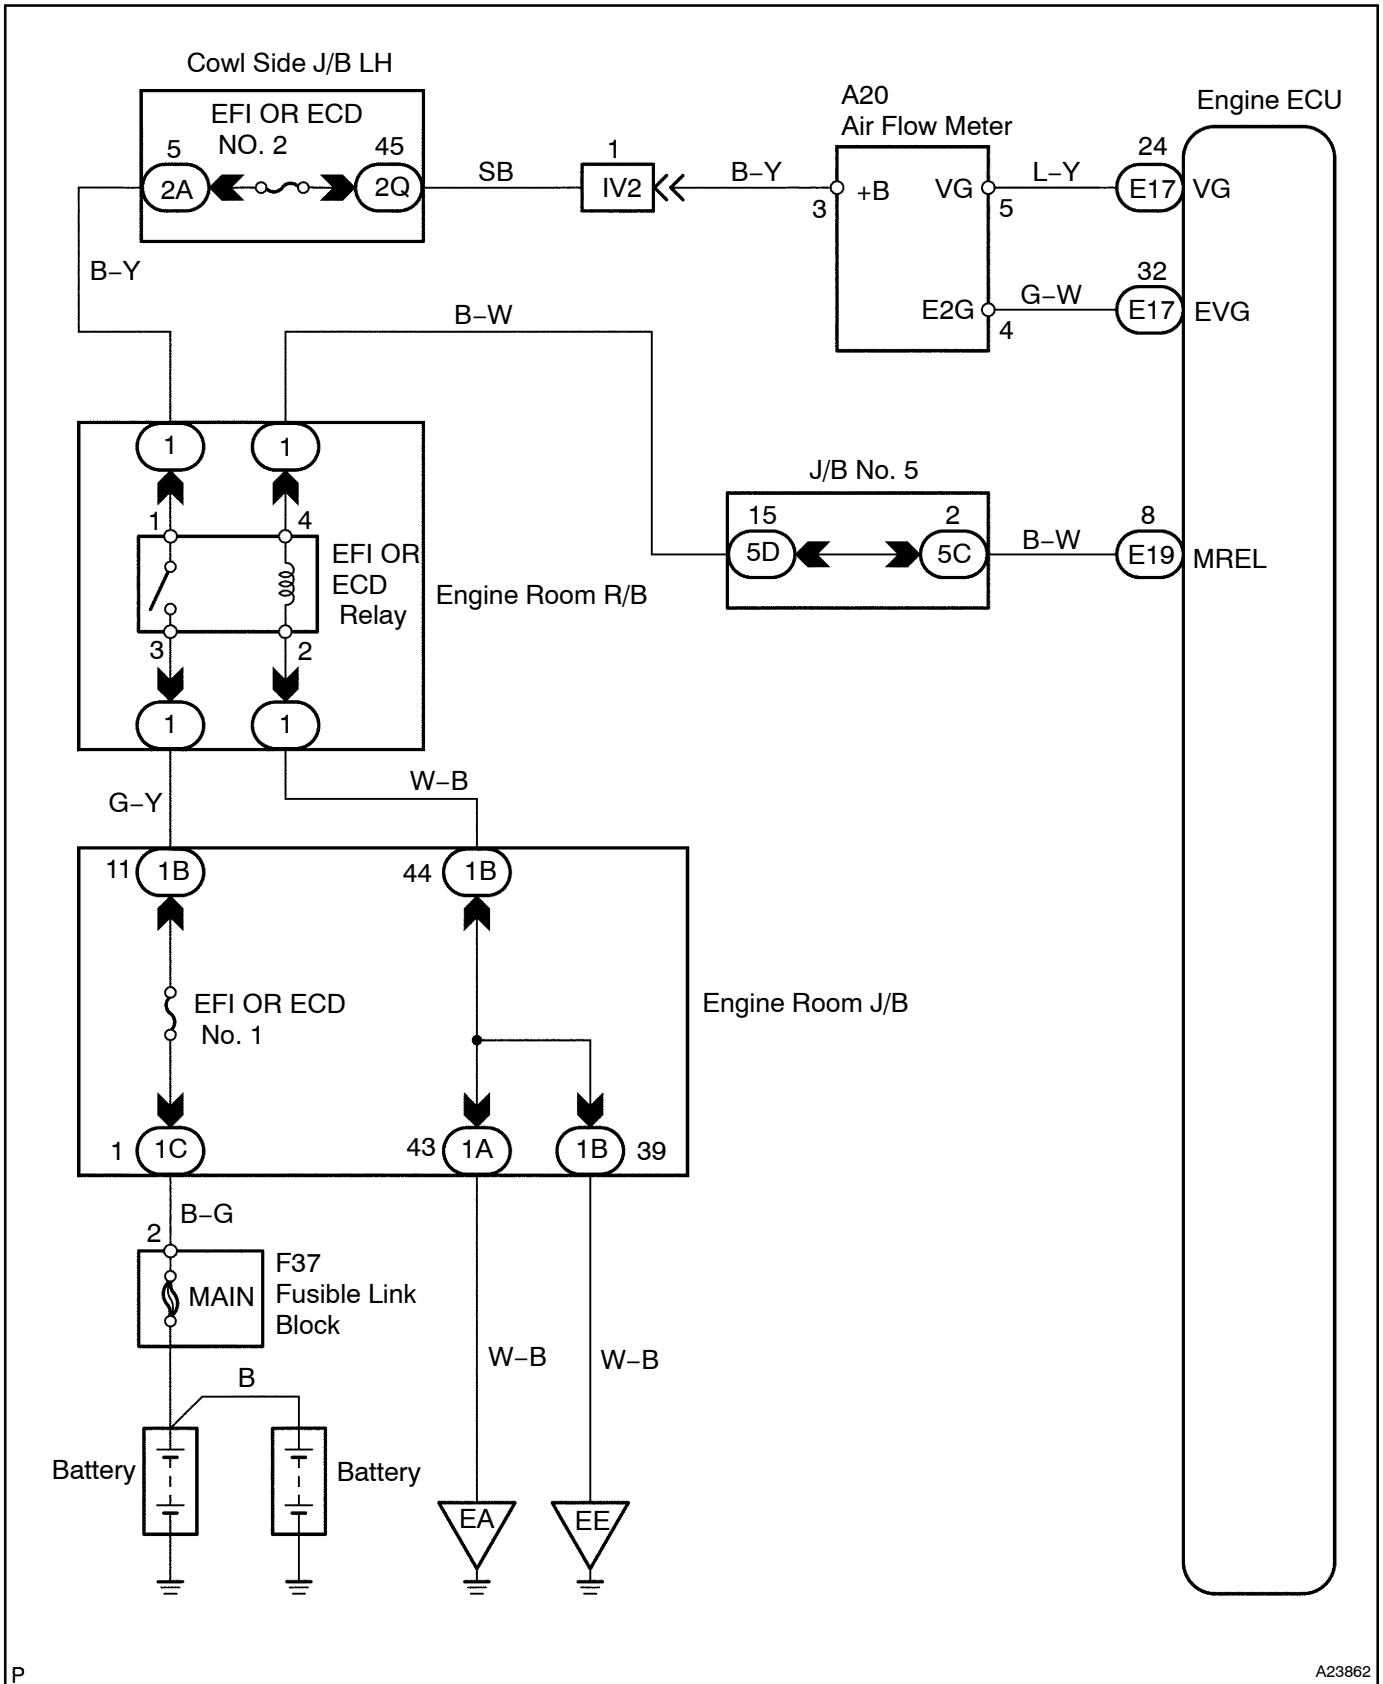 Cowl Side J/B LH
EFI OR ECD
NO. 2
5
45
2A
2Q
SB
1
IV2
B–Y
A20
Air Flow Meter
+B
3
VG
5
L–Y
24
E17
VG
Engine ECU
E2G
4
G–W
32
E17
EVG
B–Y
B–W
1
1
1
4
EFI OR
ECD
Relay
Engine Room R/B
3
2
1
1
J/B No. 5
15
2
5D
5C
B–W
8
E19
MREL
G–Y
W–B
11
1B
44
1B
EFI OR ECD
No. 1
Engine Room J/B
1
1C
43
1A
1B
39
B–G
2
MAIN
F37
Fusible Link
Block
B
W–B
W–B
Battery
Battery
EA
EE
P
A23862